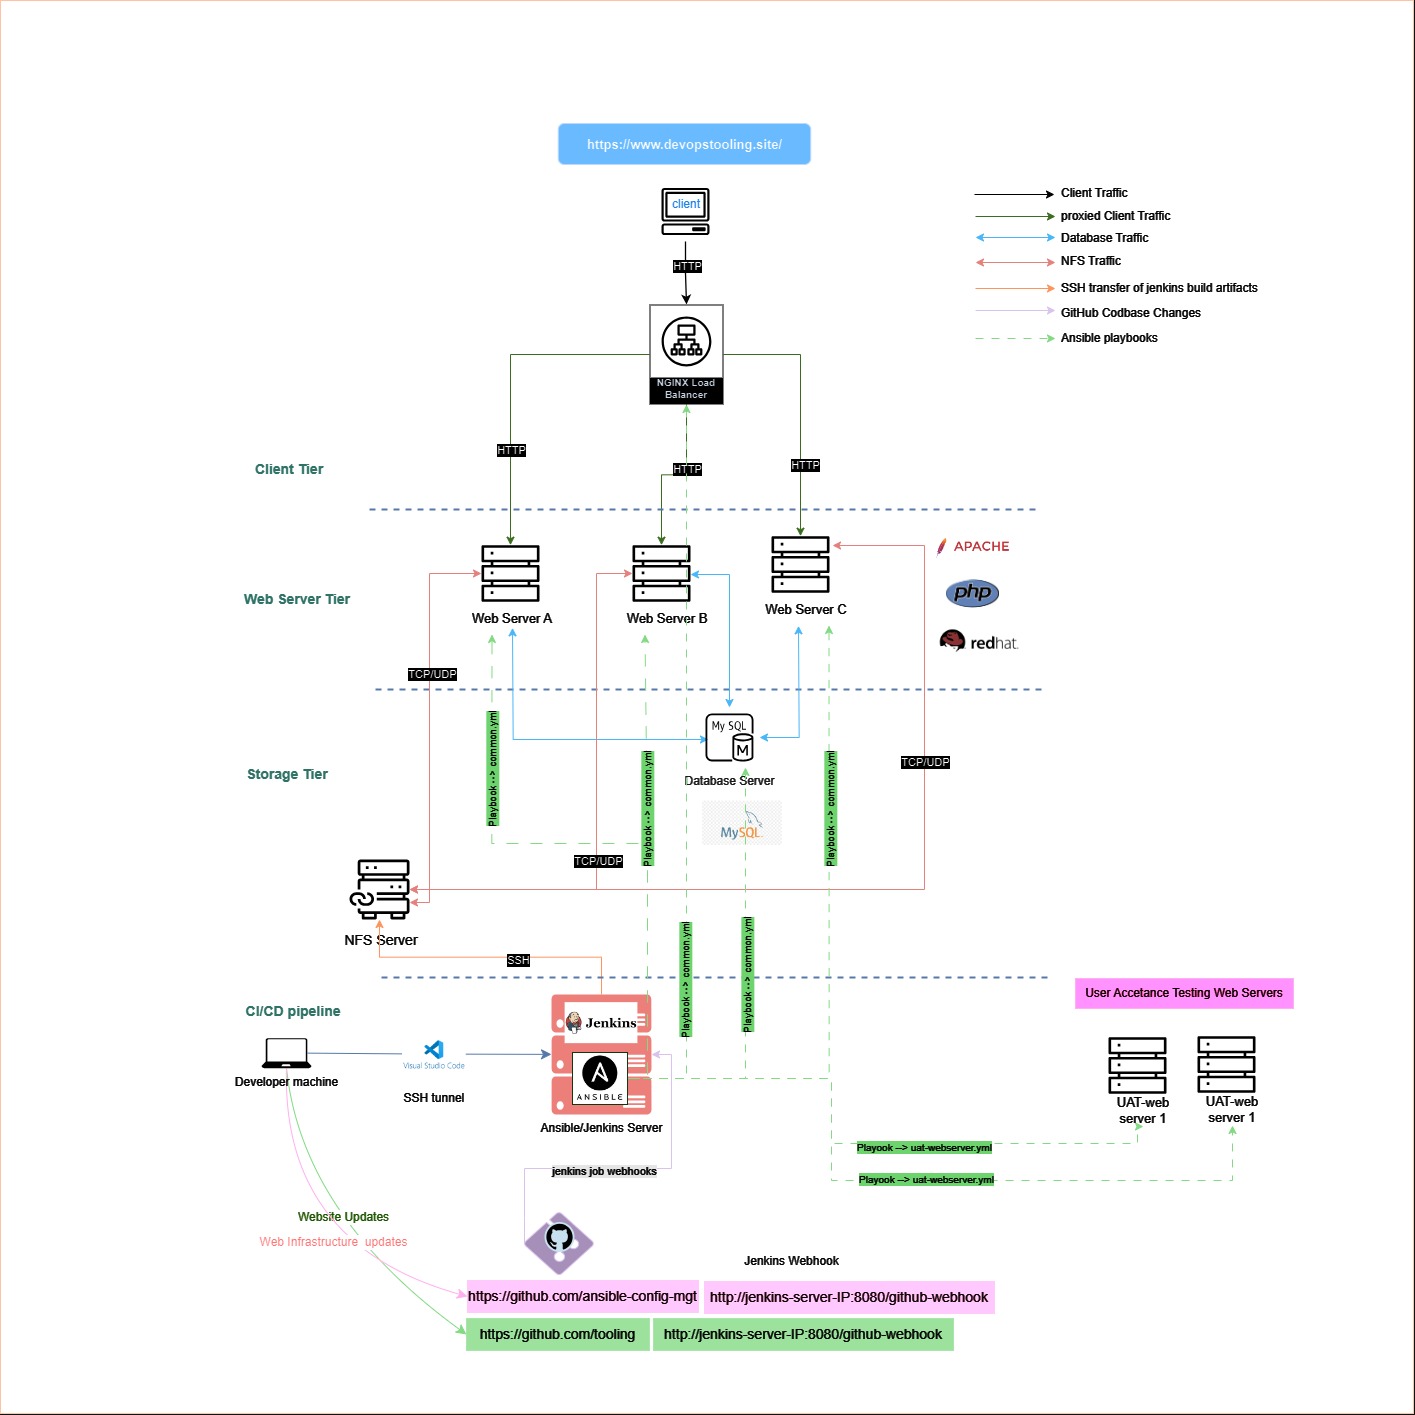 https://www.devopstooling.site/
client
HTTP
NGINX Load
Balancer
Client Traffic
proxied Client Traffic
Database Traffic
NFS Traffic
SSH transfer of jenkins build artifacts
GitHub Codbase Changes
Ansible playbooks
HTTP
HTTP
HTTP
Client Tier
Web Server Tier
Web Server A
Web Server B
Web Server C
APACHE
php
redhat.
TCP/UDP
Storage Tier
My SQL
M
Database Server
MySQL
TCP/UDP
TCP/UDP
Playbook --> common.yml
Playbook --> common.yml
Playbook --> common.yml
Playbook --> common.yml
Playbook --> common.yml
NFS Server
SSH
CI/CD pipeline
Developer machine
Visual Studio Code
SSH tunnel
Jenkins
A
ANSIBLE
Ansible/Jenkins Server
User Accetance Testing Web Servers
UAT-web
server 1
UAT-web
server 1
Playook --> uat-webserver.yml
Playook --> uat-webserver.yml
jenkins job webhooks
Website Updates
Web Infrastructure updates
Jenkins Webhook
https://github.com/ansible-config-mgt
http://jenkins-server-IP:8080/github-webhook
https://github.com/tooling
http://jenkins-server-IP:8080/github-webhook